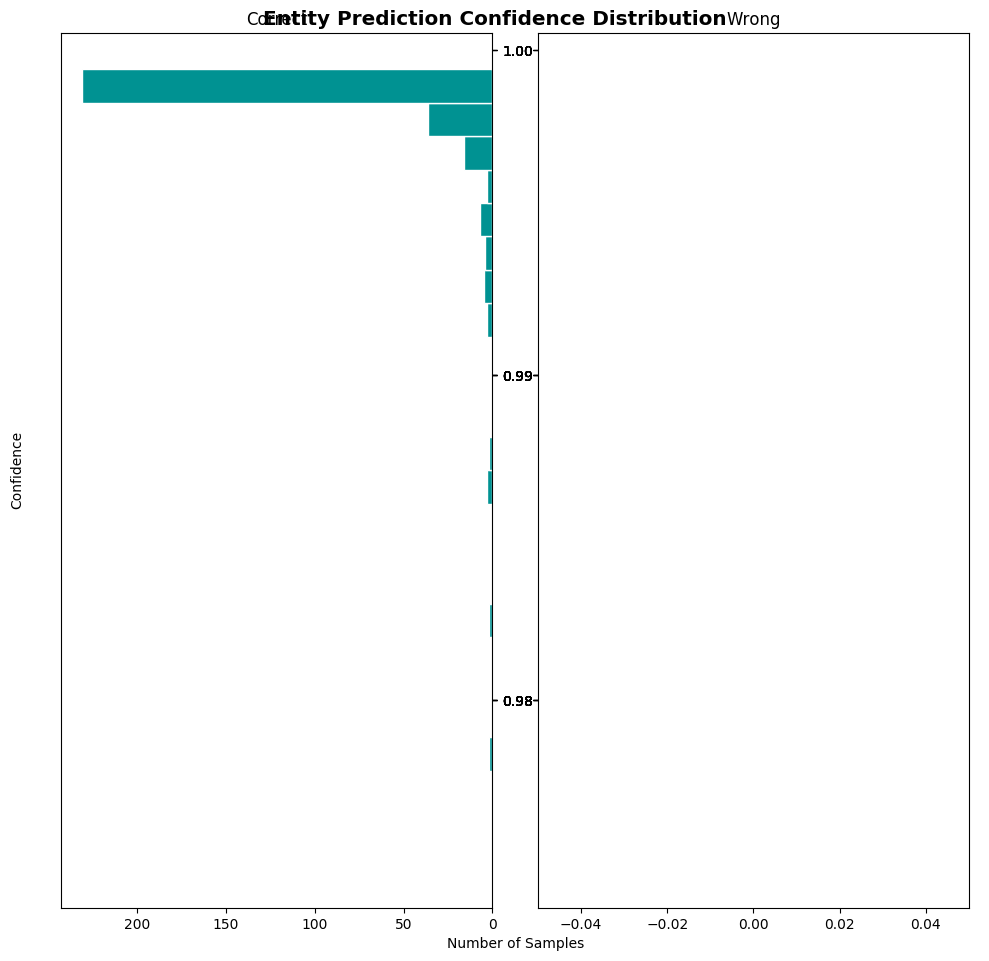 Entity Prediction Confidence Distribution
Wrong
1.00
0.99
0.98
Confidence
200 150 100 50 0 −0.04 −0.02 0.00 0.02 0.04
Number of Samples